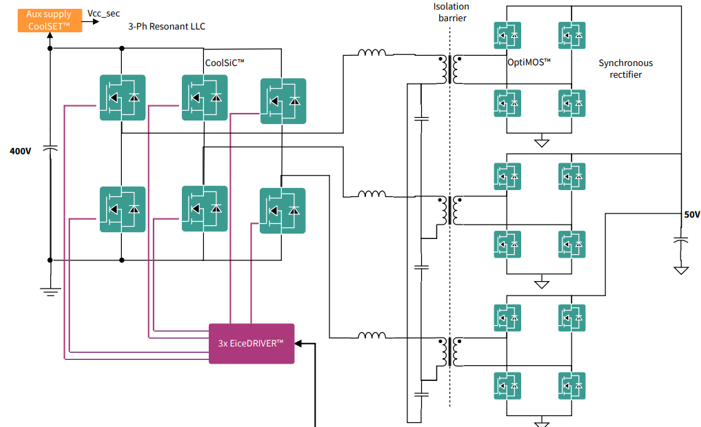 Aux supply
CoolSET™
Vcc_sec
3-Ph Resonant LLC
Isolation
barrier
CoolSiC™
OptiMOS™
Synchronous
rectifier
400V
50V
3x EiceDRIVER™